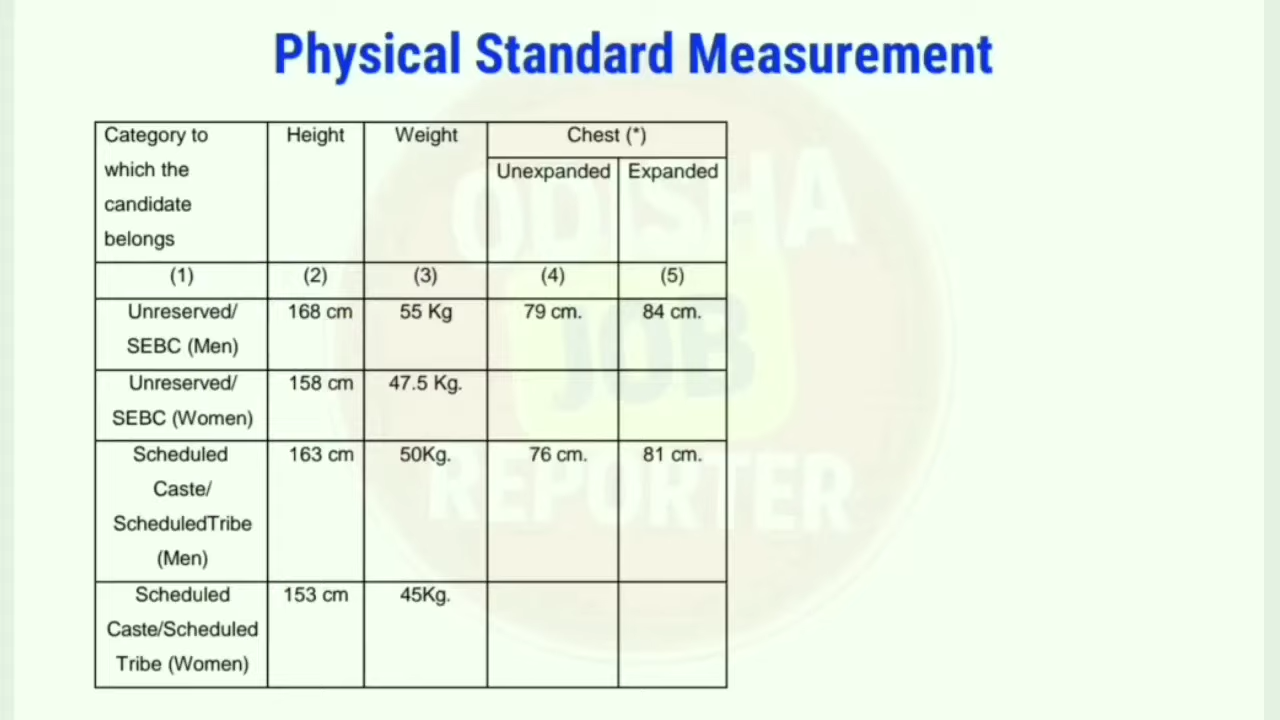 Physical Standard Measurement
Category to which the candidate belongs Height Weight Chest (*)
Unexpanded Expanded
(1) (2) (3) (4) (5)
Unreserved/ 168 cm 55 Kg 79 cm. 84 cm.
SEBC (Men)
Unreserved/ 158 cm 47.5 Kg.
SEBC (Women)
Scheduled 163 cm 50Kg. 76 cm. 81 cm.
Caste/
ScheduledTribe
(Men)
Scheduled 153 cm 45Kg.
Caste/Scheduled
Tribe (Women)
ODISHA
JOB
REPORTER